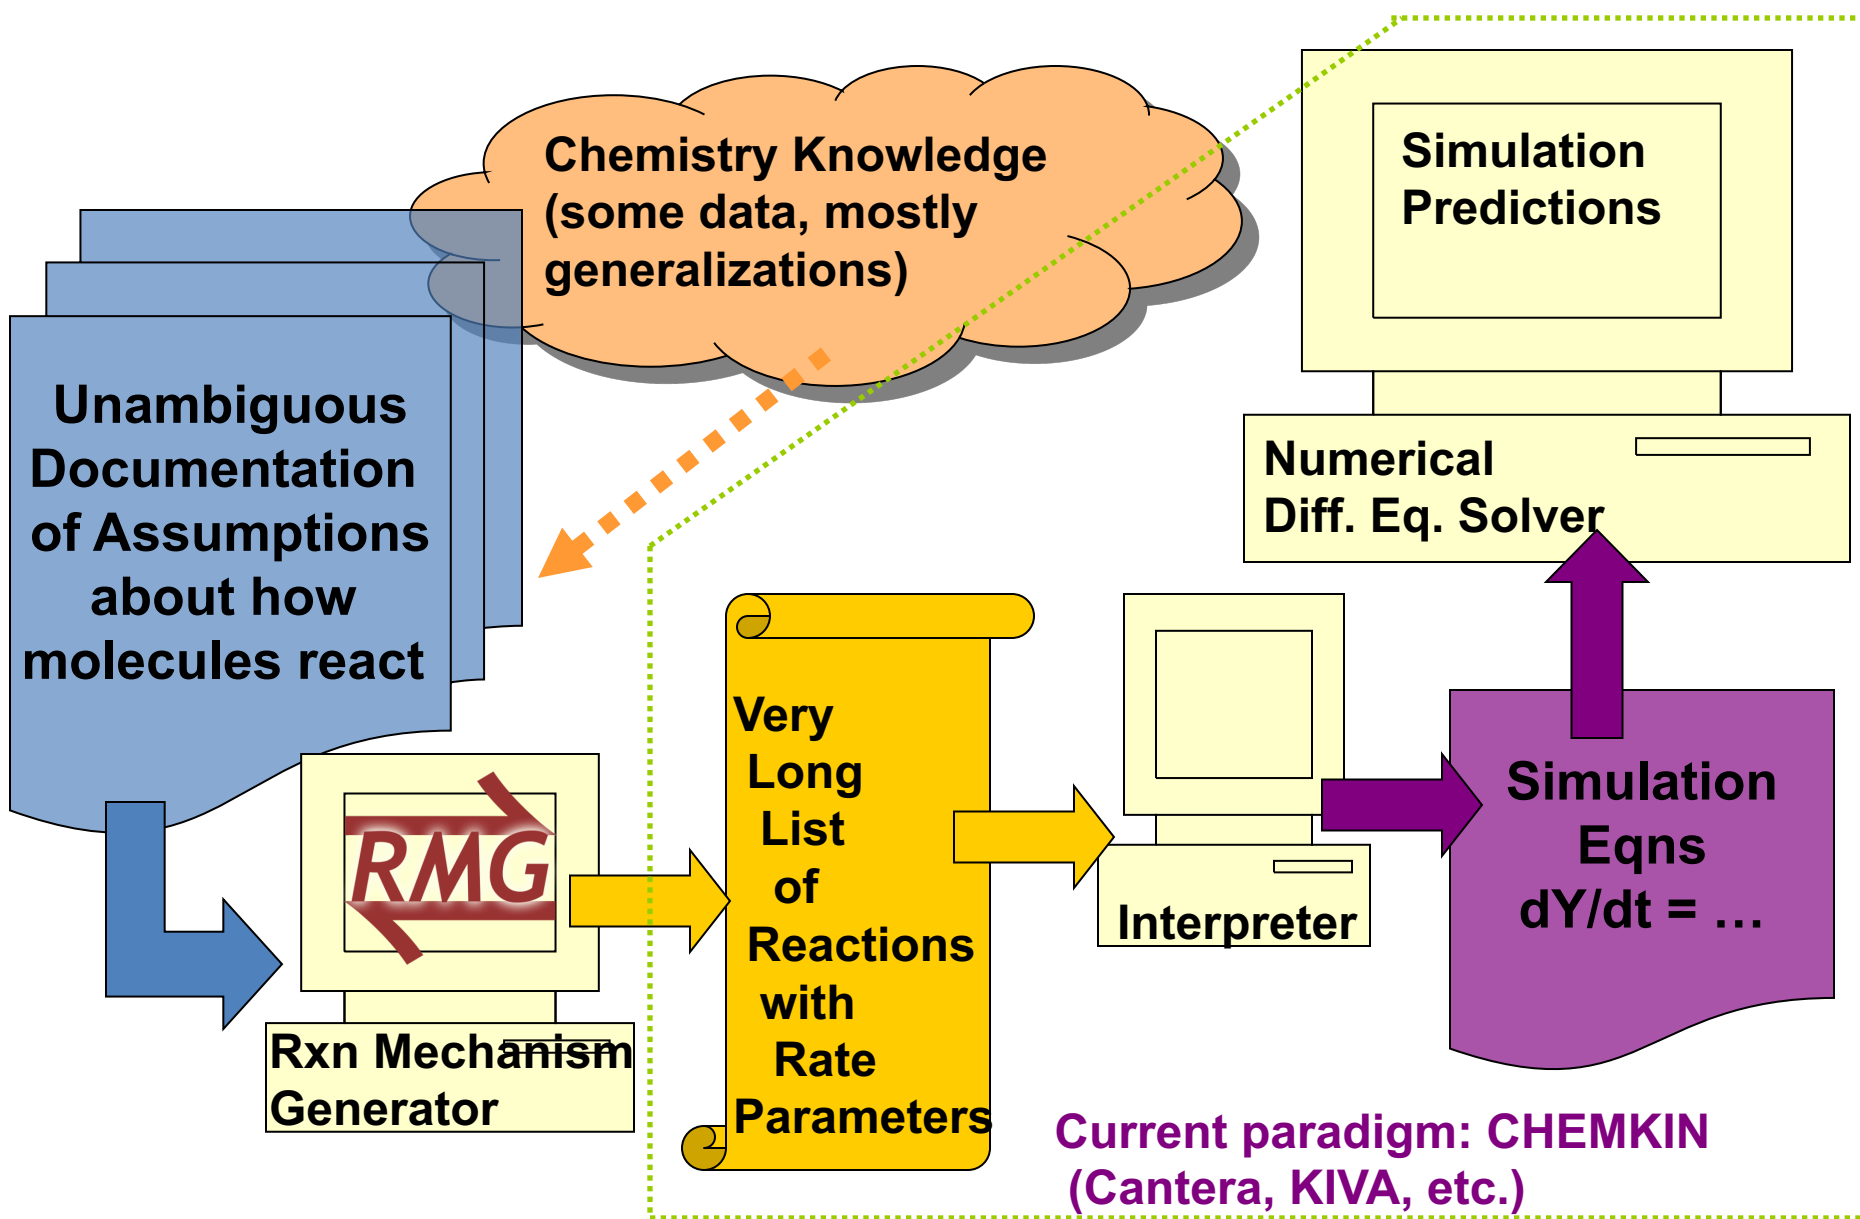 Chemistry Knowledge
(some data, mostly
generalizations)
Simulation
Predictions
Numerical
Diff. Eq. Solver
Unambiguous
Documentation
of Assumptions
about how
molecules react
RMG
Rxn Mechanism
Generator
Very
Long
List
of
Reactions
with
Rate
Parameters
Interpreter
Simulation
Eqns
dY/dt = …
Current paradigm: CHEMKIN
(Cantera, KIVA, etc.)